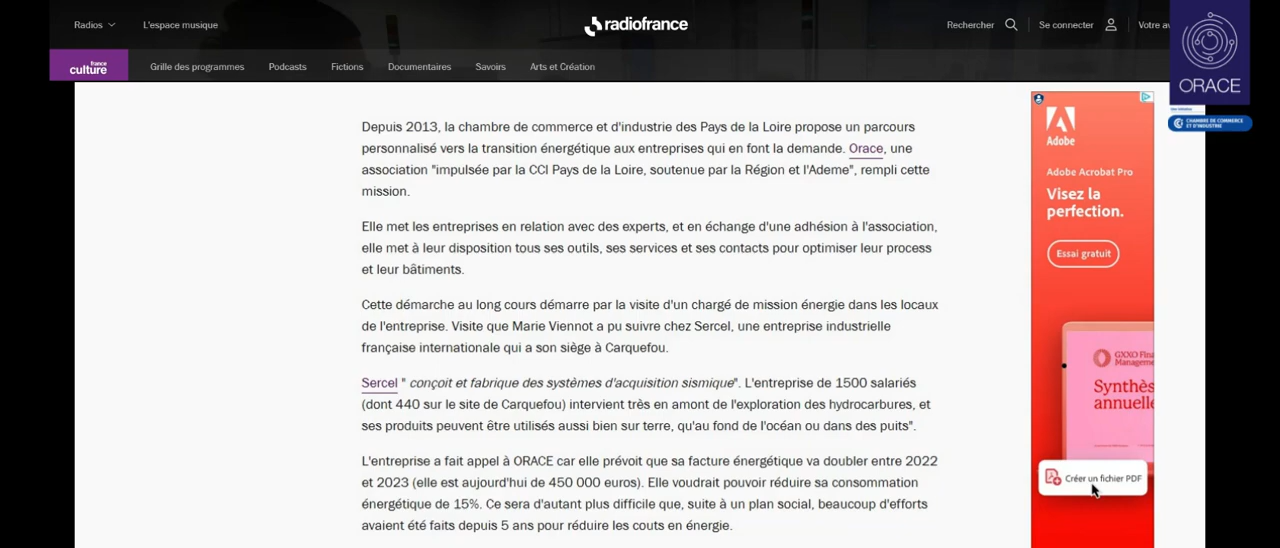 Radios
L'espace musique
radiofrance
Rechercher
Se connecter
Votre av
ORACE
france
culture
Grille des programmes
Podcasts
Fictions
Documentaires
Savoirs
Arts et Création
CHAMBRE DE COMMERCE
ET D'INDUSTRIE
Depuis 2013, la chambre de commerce et d'industrie des Pays de la Loire propose un parcours
personnalisé vers la transition énergétique aux entreprises qui en font la demande. Orace, une
association "impulsée par la CCI Pays de la Loire, soutenue par la Région et l'Ademe", rempli cette
mission.
Elle met les entreprises en relation avec des experts, et en échange d'une adhésion à l'association,
elle met à leur disposition tous ses outils, ses services et ses contacts pour optimiser leur process
et leur bâtiments.
Cette démarche au long cours démarre par la visite d'un chargé de mission énergie dans les locaux
de l'entreprise. Visite que Marie Viennot a pu suivre chez Sercel, une entreprise industrielle
française internationale qui a son siège à Carquefou.
Sercel " conçoit et fabrique des systèmes d'acquisition sismique". L'entreprise de 1500 salariés
(dont 440 sur le site de Carquefou) intervient très en amont de l'exploration des hydrocarbures, et
ses produits peuvent être utilisés aussi bien sur terre, qu'au fond de l'océan ou dans des puits".
L'entreprise a fait appel à ORACE car elle prévoit que sa facture énergétique va doubler entre 2022
et 2023 (elle est aujourd'hui de 450 000 euros). Elle voudrait pouvoir réduire sa consommation
énergétique de 15%. Ce sera d'autant plus difficile que, suite à un plan social, beaucoup d'efforts
avaient été faits depuis 5 ans pour réduire les couts en énergie.
Adobe
Adobe Acrobat Pro
Visez la
perfection.
Essai gratuit
GXXO Fina
Manageme
Synthès
annuelle
Créer un fichier PDF